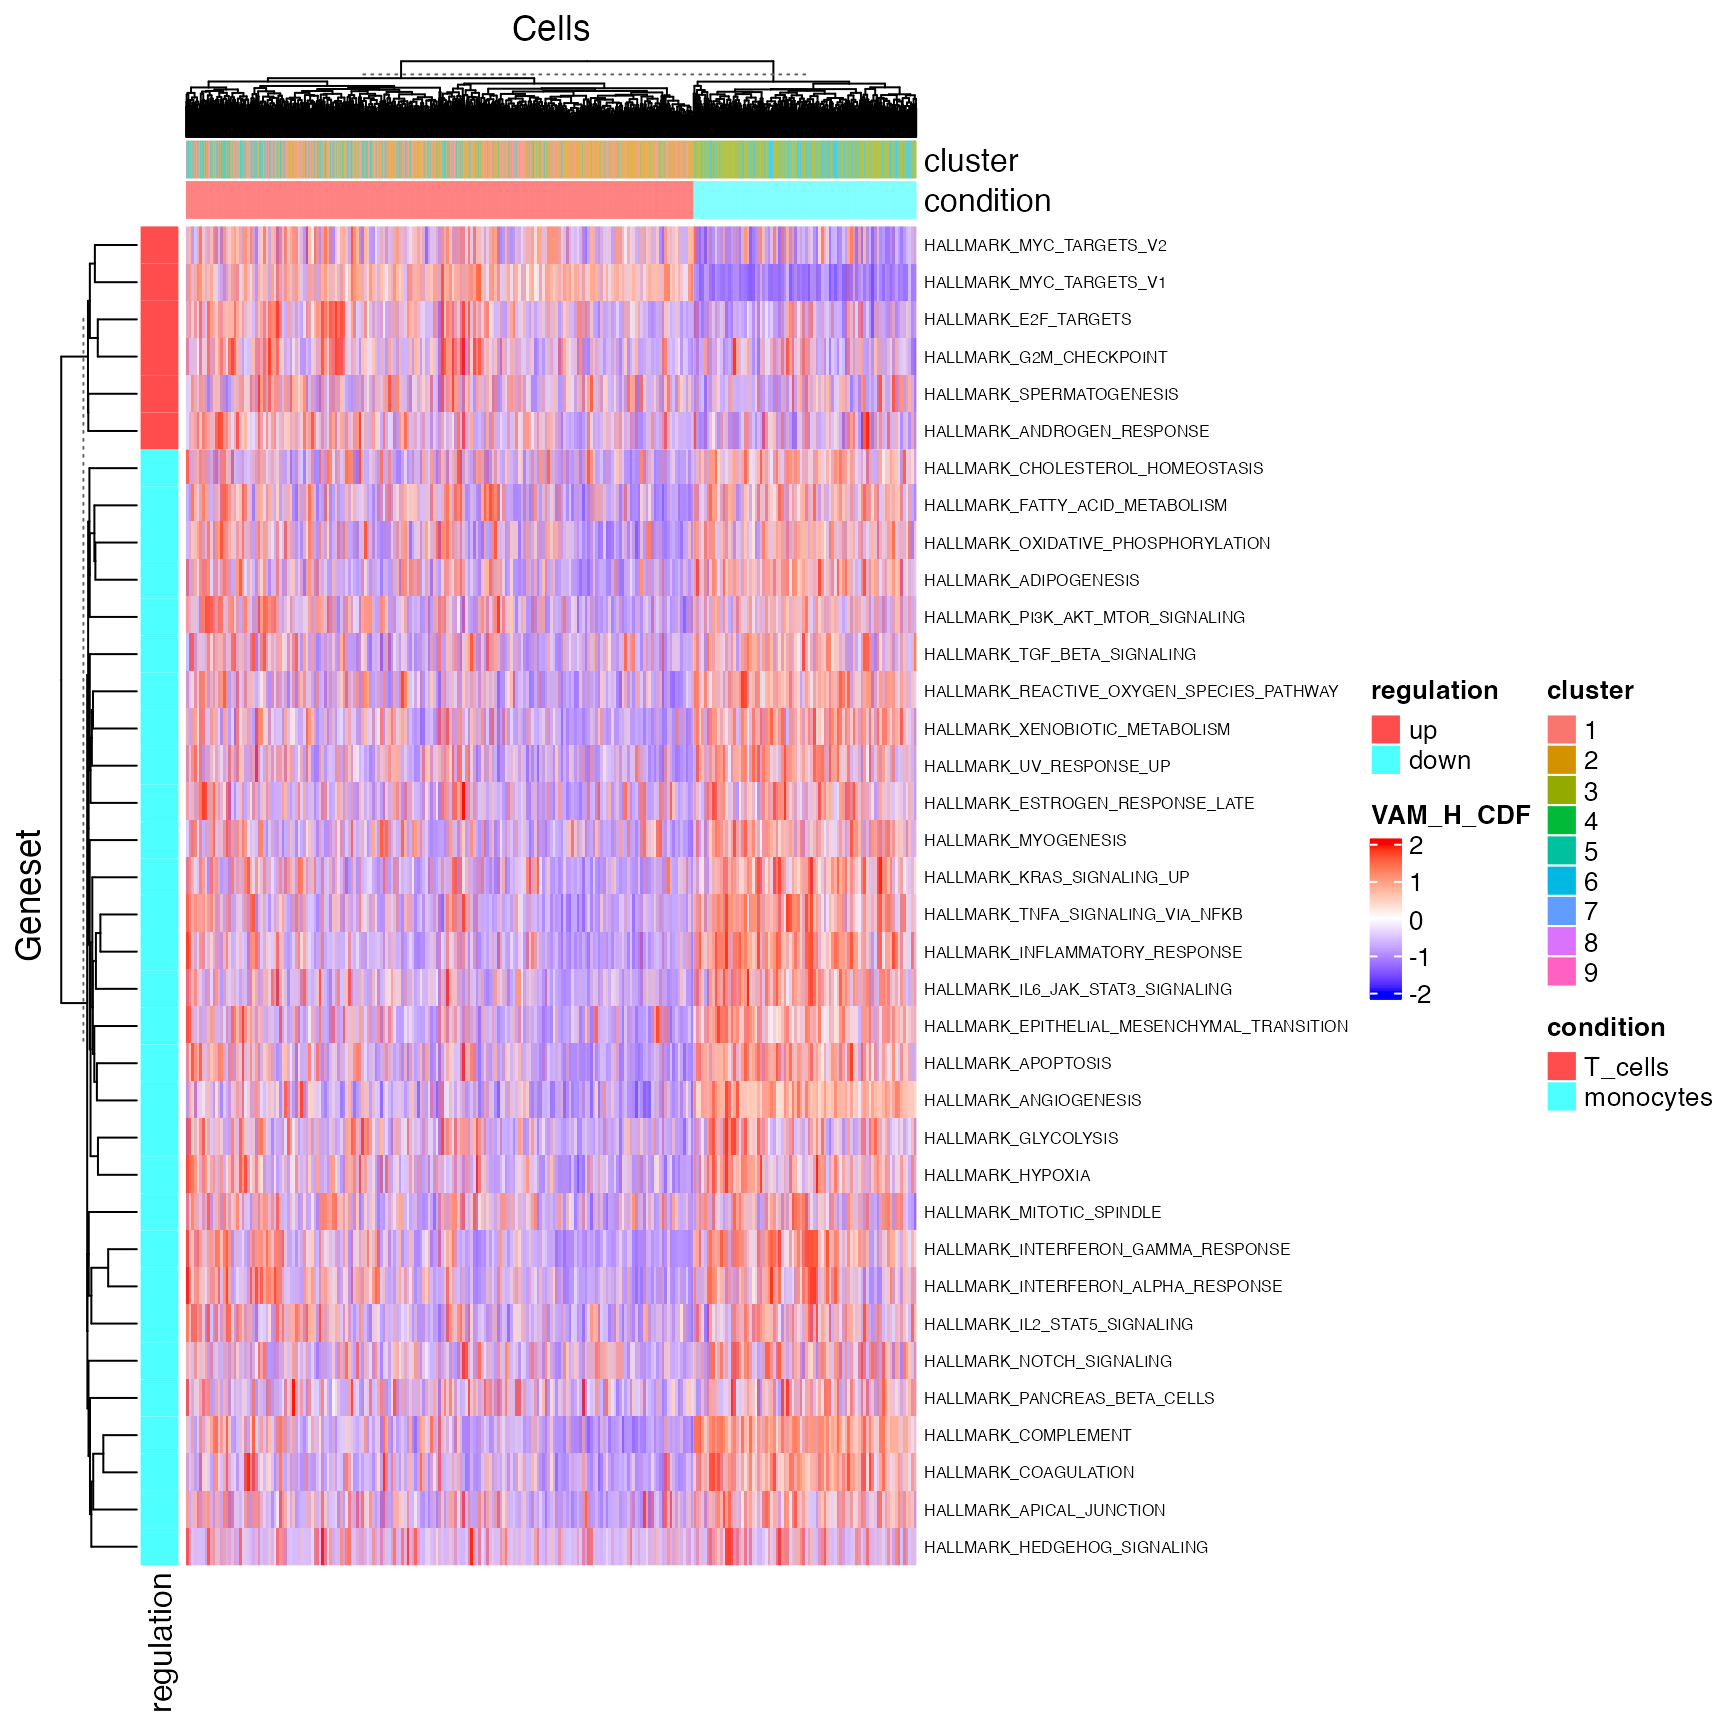 Cells
cluster
condition
HALLMARK_MYC_TARGETS_V2
HALLMARK_MYC_TARGETS_V1
HALLMARK_E2F_TARGETS
HALLMARK_G2M_CHECKPOINT
HALLMARK_SPERMATOGENESIS
HALLMARK_ANDROGEN_RESPONSE
HALLMARK_CHOLESTEROL_HOMEOSTASIS
HALLMARK_FATTY_ACID_METABOLISM
HALLMARK_OXIDATIVE_PHOSPHORYLATION
HALLMARK_ADIPOGENESIS
HALLMARK_PI3K_AKT_MTOR_SIGNALING
HALLMARK_TGF_BETA_SIGNALING
HALLMARK_REACTIVE_OXYGEN_SPECIES_PATHWAY
HALLMARK_XENOBIOTIC_METABOLISM
HALLMARK_UV_RESPONSE_UP
HALLMARK_ESTROGEN_RESPONSE_LATE
HALLMARK_MYOGENESIS
HALLMARK_KRAS_SIGNALING_UP
HALLMARK_TNFA_SIGNALING_VIA_NFKB
HALLMARK_INFLAMMATORY_RESPONSE
HALLMARK_IL6_JAK_STAT3_SIGNALING
HALLMARK_EPITHELIAL_MESENCHYMAL_TRANSITION
HALLMARK_APOPTOSIS
HALLMARK_ANGIOGENESIS
HALLMARK_GLYCOLYSIS
HALLMARK_HYPOXIA
HALLMARK_MITOTIC_SPINDLE
HALLMARK_INTERFERON_GAMMA_RESPONSE
HALLMARK_INTERFERON_ALPHA_RESPONSE
HALLMARK_IL2_STAT5_SIGNALING
HALLMARK_NOTCH_SIGNALING
HALLMARK_PANCREAS_BETA_CELLS
HALLMARK_COMPLEMENT
HALLMARK_COAGULATION
HALLMARK_APICAL_JUNCTION
HALLMARK_HEDGEHOG_SIGNALING
Geneset
regulation
regulation
up
down
VAM_H_CDF
2
1
0
-1
-2
cluster
1
2
3
4
5
6
7
8
9
condition
T_cells
monocytes